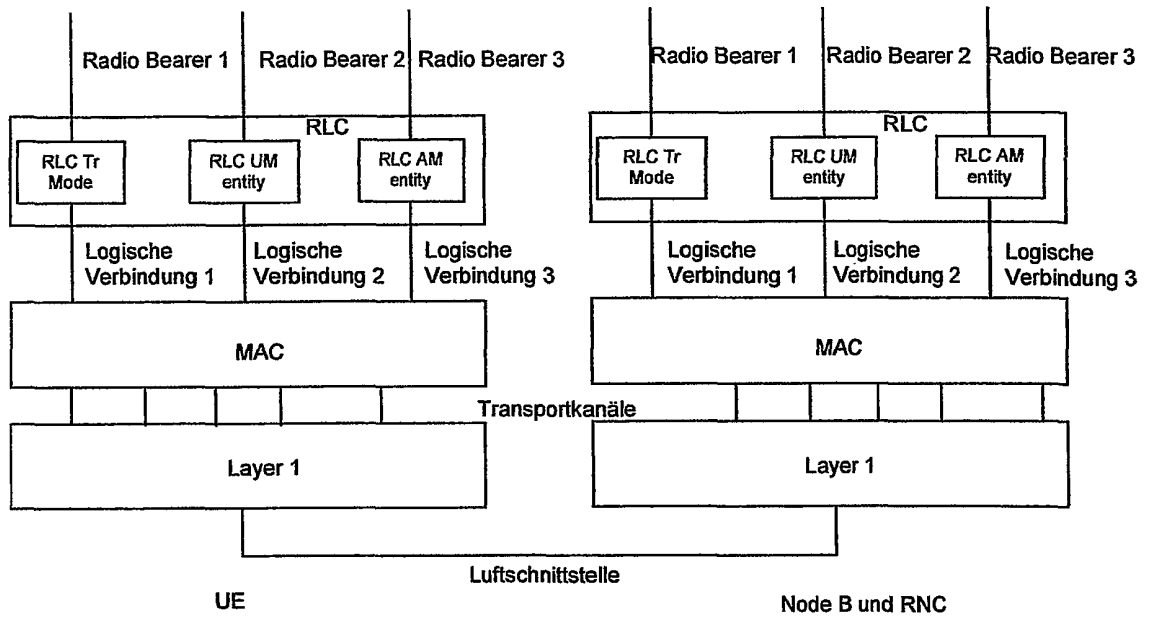 Radio Bearer 1
Radio Bearer 2
Radio Bearer 3
Radio Bearer 1
Radio Bearer 2
Radio Bearer 3
RLC
RLC
RLC Tr
Mode
RLC UM
entity
RLC AM
entity
RLC Tr
Mode
RLC UM
entity
RLC AM
entity
Logische
Verbindung 1
Logische
Verbindung 2
Logische
Verbindung 3
Logische
Verbindung 1
Logische
Verbindung 2
Logische
Verbindung 3
MAC
MAC
Transportkanäle
Layer 1
Layer 1
Luftschnittstelle
UE
Node B und RNC